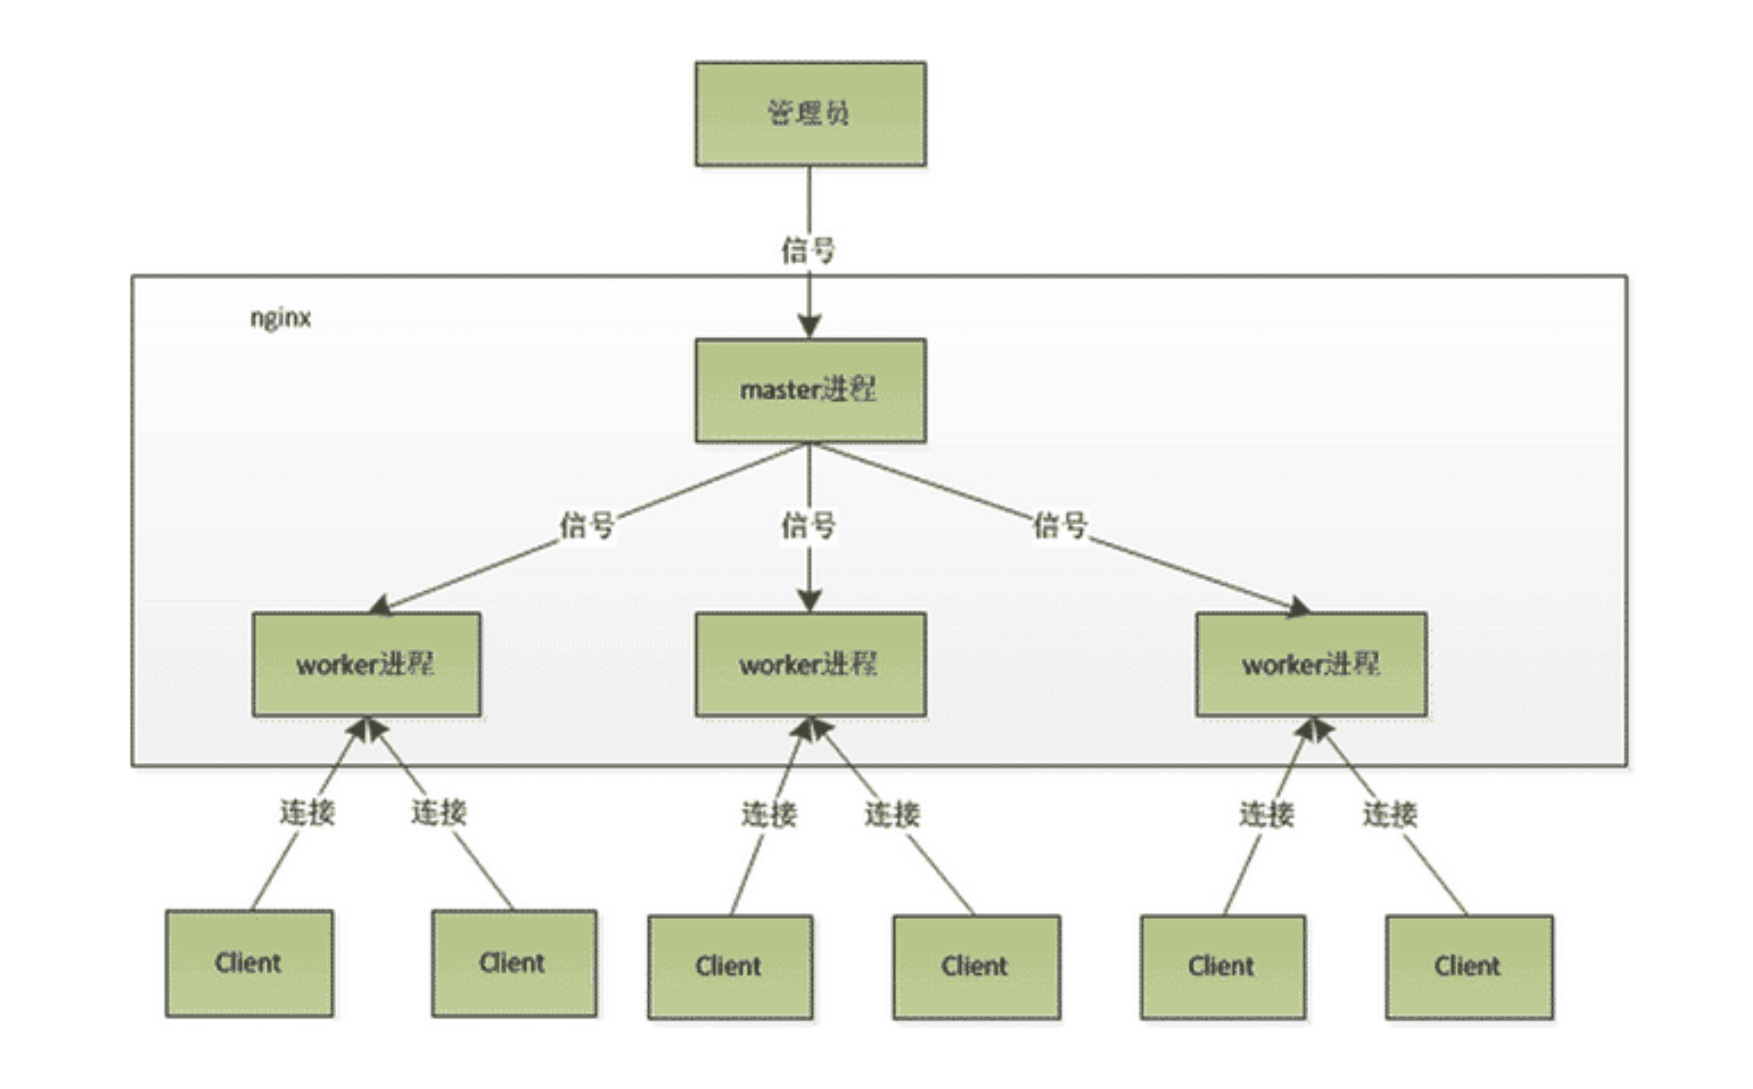 管理员
信号
nginx
master进程
信号
信号
信号
worker进程
worker进程
worker进程
连接
连接
连接
连接
连接
连接
Client
Client
Client
Client
Client
Client